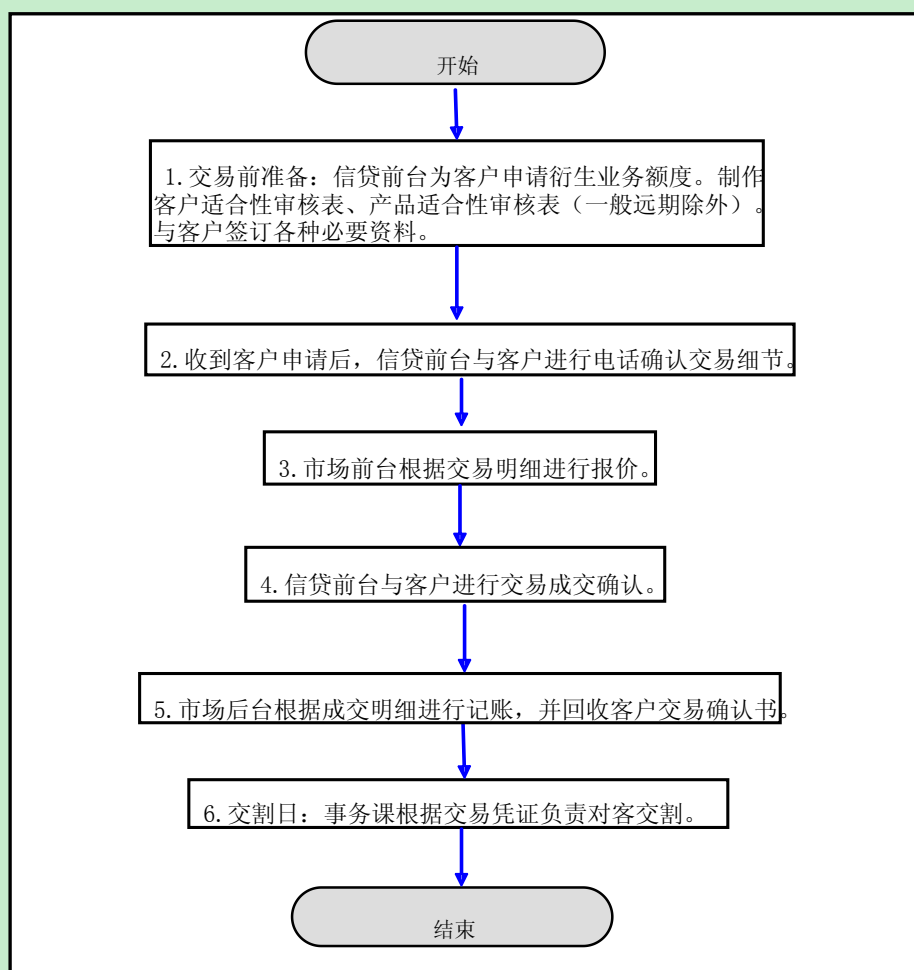 开始
1.交易前准备：信贷前台为客户申请衍生业务额度。制作
客户适合性审核表、产品适合性审核表（一般远期除外）。
与客户签订各种必要资料。
2.收到客户申请后，信贷前台与客户进行电话确认交易细节。
3.市场前台根据交易明细进行报价。
4.信贷前台与客户进行交易成交确认。
5.市场后台根据成交明细进行记账，并回收客户交易确认书。
6.交割日：事务课根据交易凭证负责对客交割。
结束